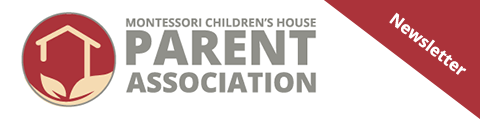 MONTESSORI CHILDREN'S HOUSE
PARENT
ASSOCIATION
Newsletter